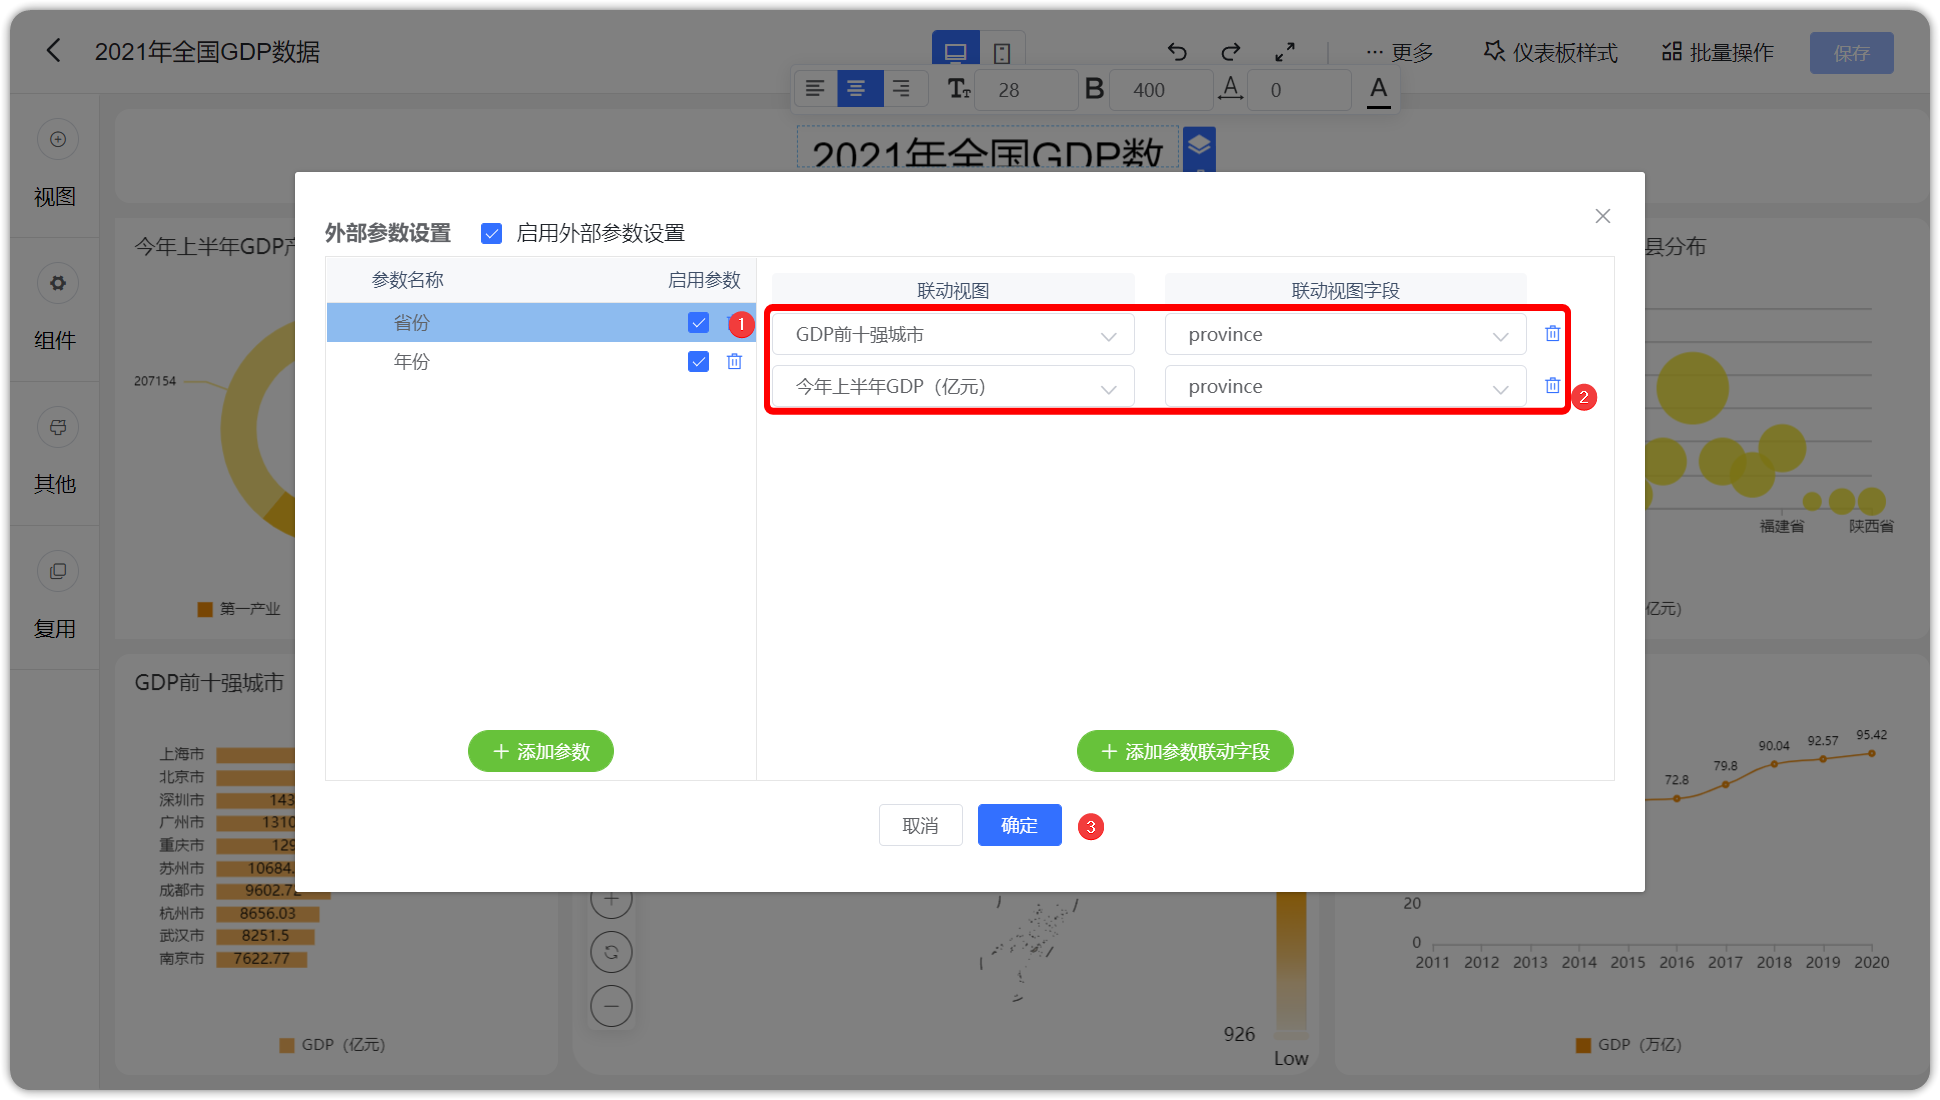 2021年全国GDP数据
更多
仪表板样式
批量操作
保存
28
B
400
A
0
A
2021年全国GDP数
视图
组件
其他
复用
今年上半年GDP产
县分布
207154
第一产业
福建省
陕西省
亿元)
外部参数设置
启用外部参数设置
参数名称
启用参数
联动视图
联动视图字段
省份
1
GDP前十强城市
province
年份
今年上半年GDP（亿元）
province
2
添加参数
添加参数联动字段
取消
确定
3
GDP前十强城市
上海市
北京市
深圳市
143
广州市
1310
重庆市
129
苏州市
10684.
成都市
9602.72
杭州市
8656.03
武汉市
8251.5
南京市
7622.77
GDP（亿元）
926
Low
72.8
79.8
90.04
92.57
95.42
20
0
2011 2012 2013 2014 2015 2016 2017 2018 2019 2020
GDP（万亿）